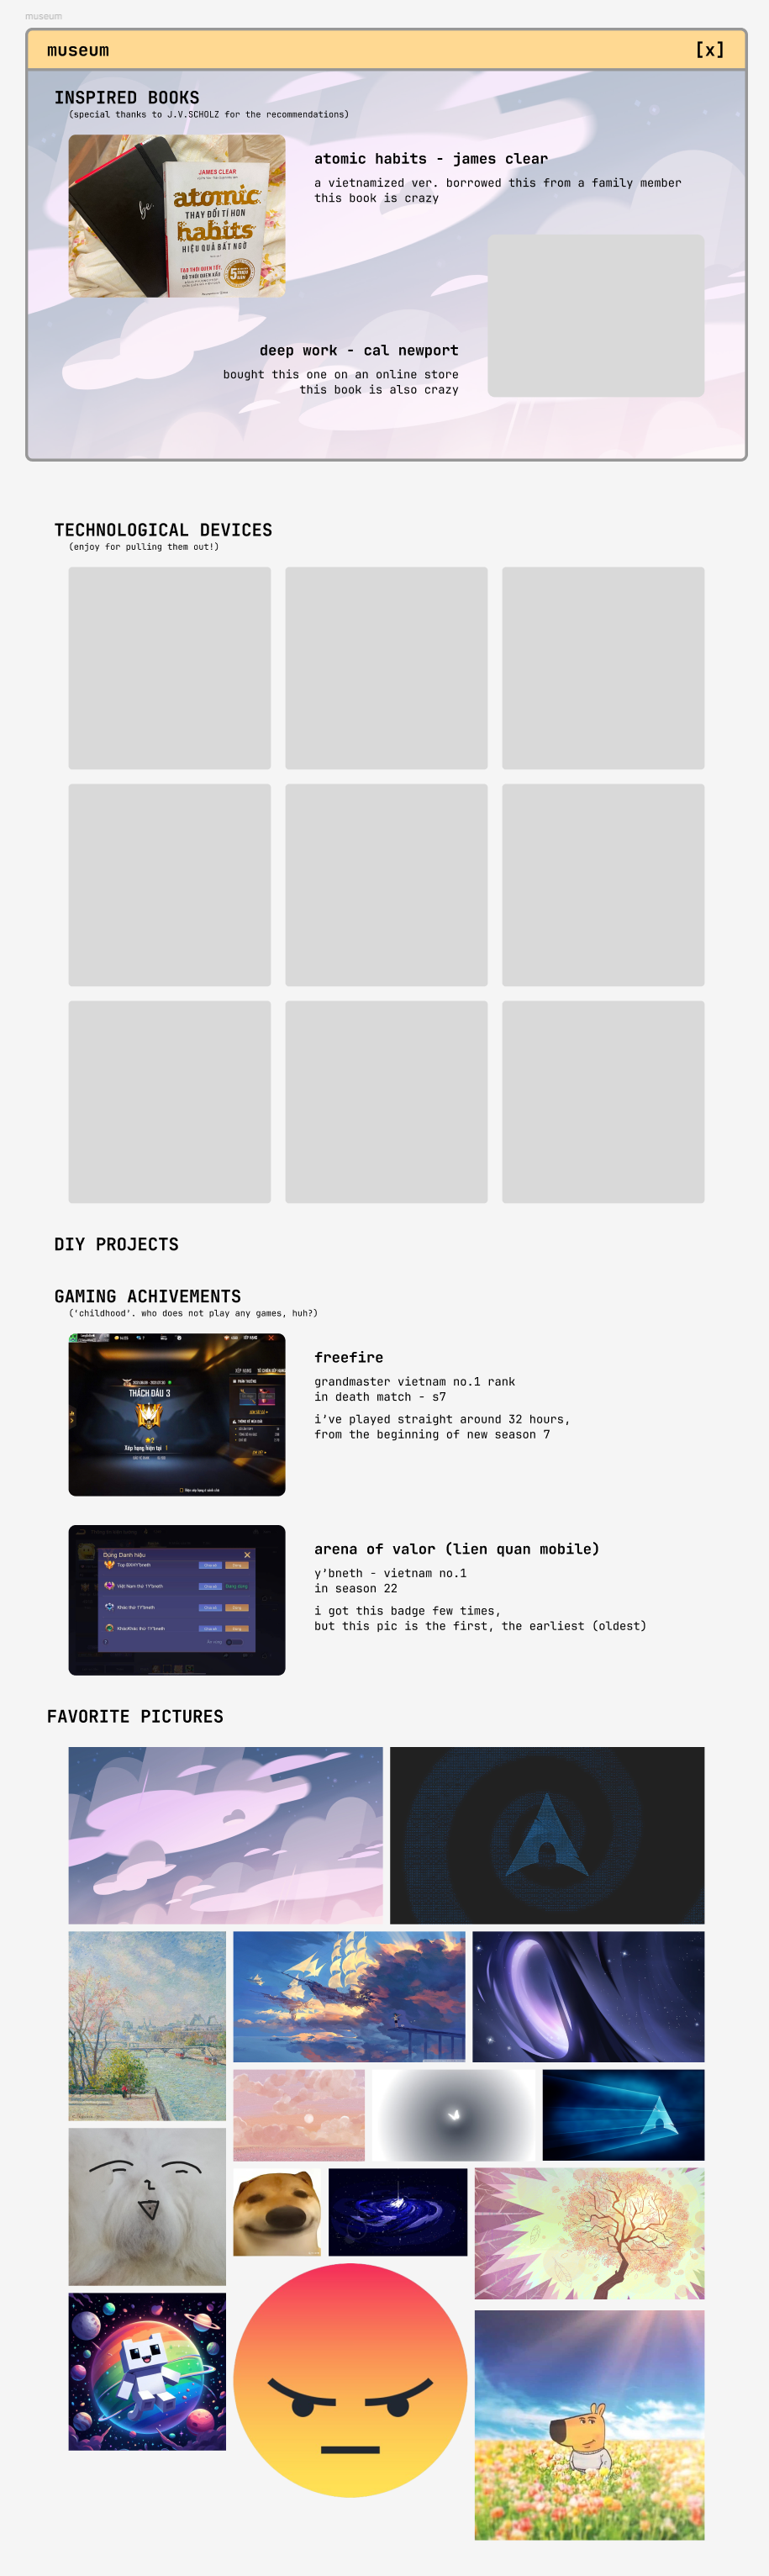 museum
museum
[x]
INSPIRED BOOKS
(special thanks to J.V.SCHOLZ for the recommendations)
be.
JAMES CLEAR
atomic
THAY ĐỔI TÍ HON
habits
HIỆU QUẢ BẤT NGỜ
atomic habits - james clear
a vietnamized ver. borrowed this from a family member
this book is crazy
deep work - cal newport
bought this one on an online store
this book is also crazy
TECHNOLOGICAL DEVICES
(enjoy for pulling them out!)
DIY PROJECTS
GAMING ACHIVEMENTS
('childhood'. who does not play any games, huh?)
THÁCH ĐẤU 3
Xếp hạng hiện tại 1
freefire
grandmaster vietnam no.1 rank
in death match - s7
i’ve played straight around 32 hours,
from the beginning of new season 7
Dùng Danh hiệu
arena of valor (lien quan mobile)
y’bneth - vietnam no.1
in season 22
i got this badge few times,
but this pic is the first, the earliest (oldest)
FAVORITE PICTURES